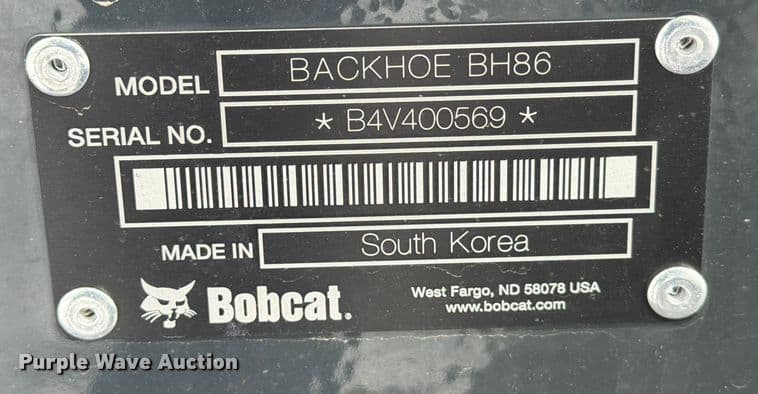 MODEL BACKHOE BH86
SERIAL NO. * B4V400569 *
MADE IN South Korea
Bobcat.
West Fargo, ND 58078 USA
www.bobcat.com
Purple Wave Auction